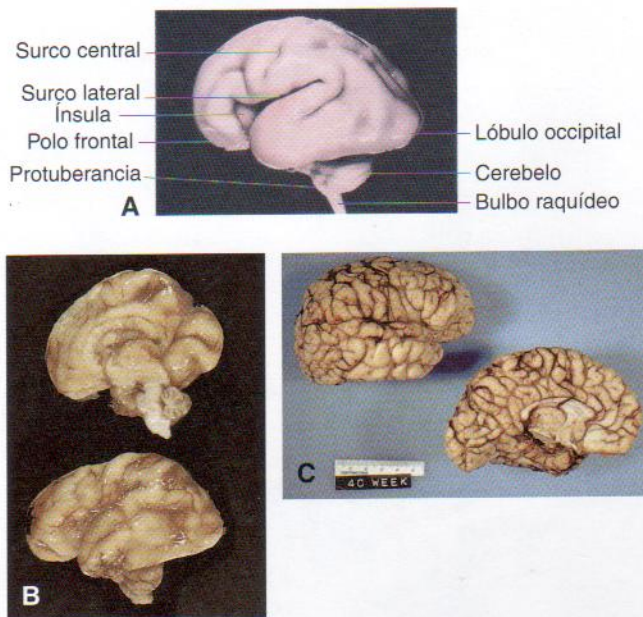 Surco central
Surco lateral
Ínsula
Polo frontal
Protuberancia
A
Lóbulo occipital
Cerebelo
Bulbo raquídeo
B
C
40 WEEK